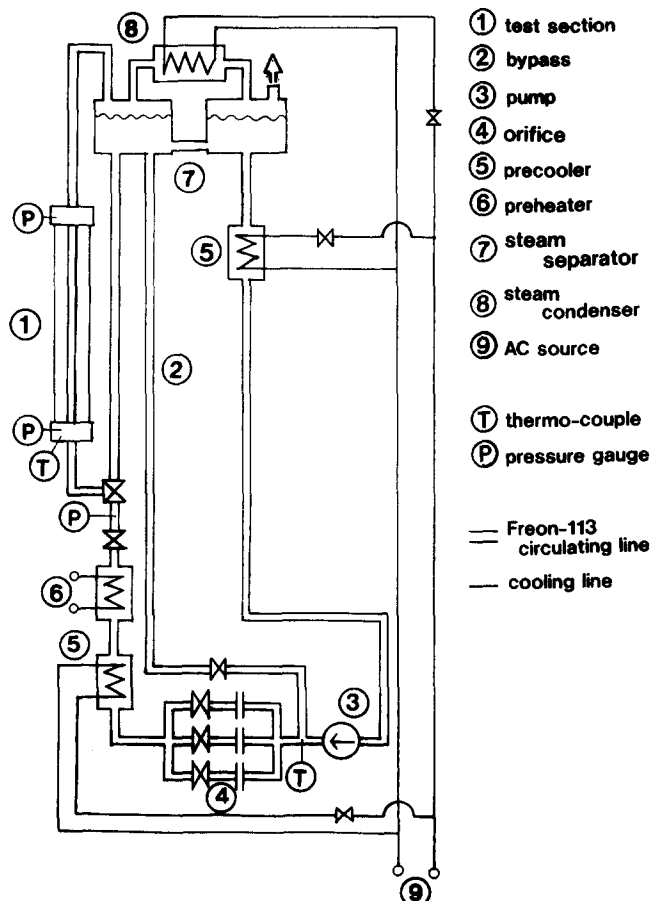 8
① test section
② bypass
③ pump
④ orifice
⑤ precooler
⑥ preheater
⑦ steam
separator
⑧ steam
condenser
⑨ AC source
Ⓣ thermo-couple
Ⓟ pressure gauge
Freon-113
circulating line
cooling line
7
P
5
1
2
P
T
P
6
5
3
T
4
9